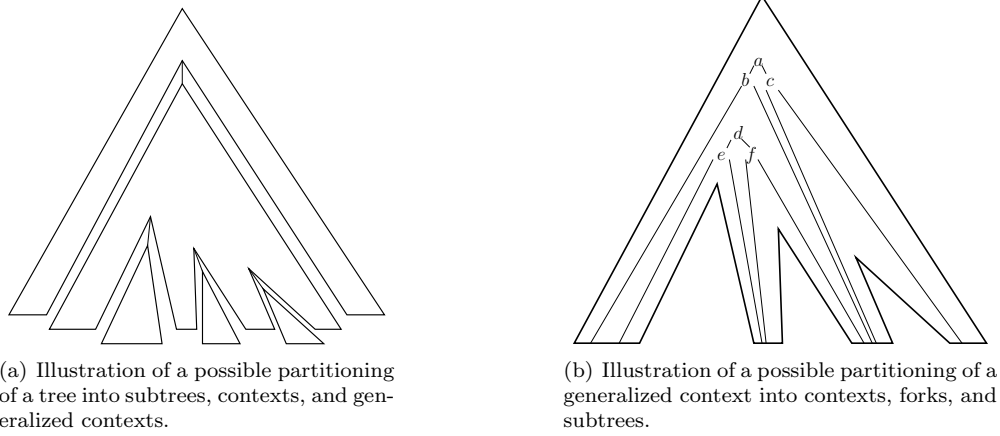 a
b c
d
e f
(a) Illustration of a possible partitioning
of a tree into subtrees, contexts, and gen-
eralized contexts.
(b) Illustration of a possible partitioning of a
generalized context into contexts, forks, and
subtrees.